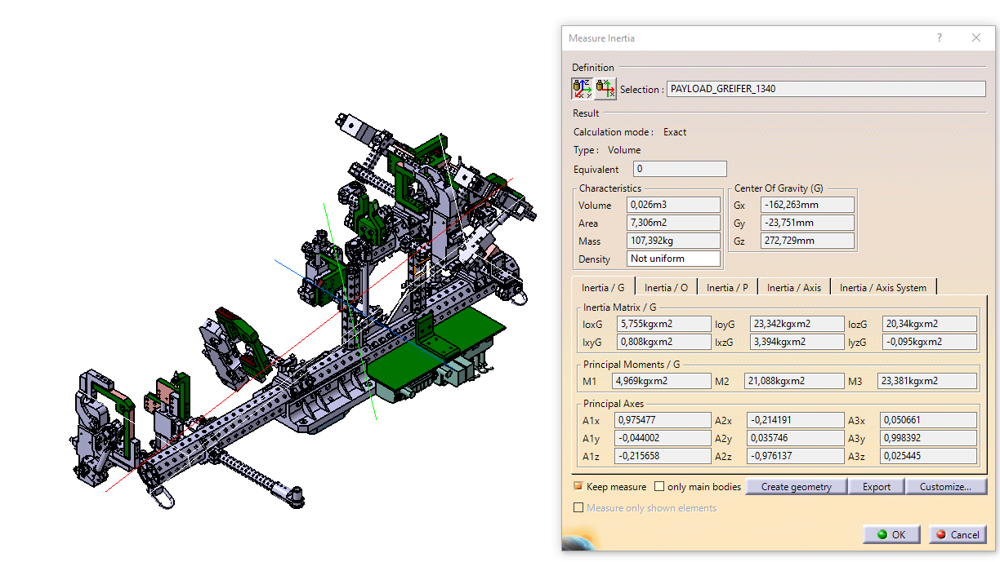 Measure Inertia ? ×
Definition
Selection : PAYLOAD_GREIFER_1340
Result
Calculation mode : Exact
Type : Volume
Equivalent 0
Characteristics Center Of Gravity (G)
Volume 0,026m3 Gx -162,263mm
Area 7,306m2 Gy -23,751mm
Mass 107,392kg Gz 272,729mm
Density Not uniform
Inertia / G Inertia / O Inertia / P Inertia / Axis Inertia / Axis System
Inertia Matrix / G
IoxG 5,755kgxm2 IoyG 23,342kgxm2 IozG 20,34kgxm2
IxyG 0,808kgxm2 IxzG 3,394kgxm2 IyzG -0,095kgxm2
Principal Moments / G
M1 4,969kgxm2 M2 21,088kgxm2 M3 23,381kgxm2
Principal Axes
A1x 0,975477 A2x -0,214191 A3x 0,050661
A1y -0,044002 A2y 0,035746 A3y 0,998392
A1z -0,215658 A2z -0,976137 A3z 0,025445
Keep measure only main bodies Create geometry Export Customize...
Measure only shown elements
OK Cancel